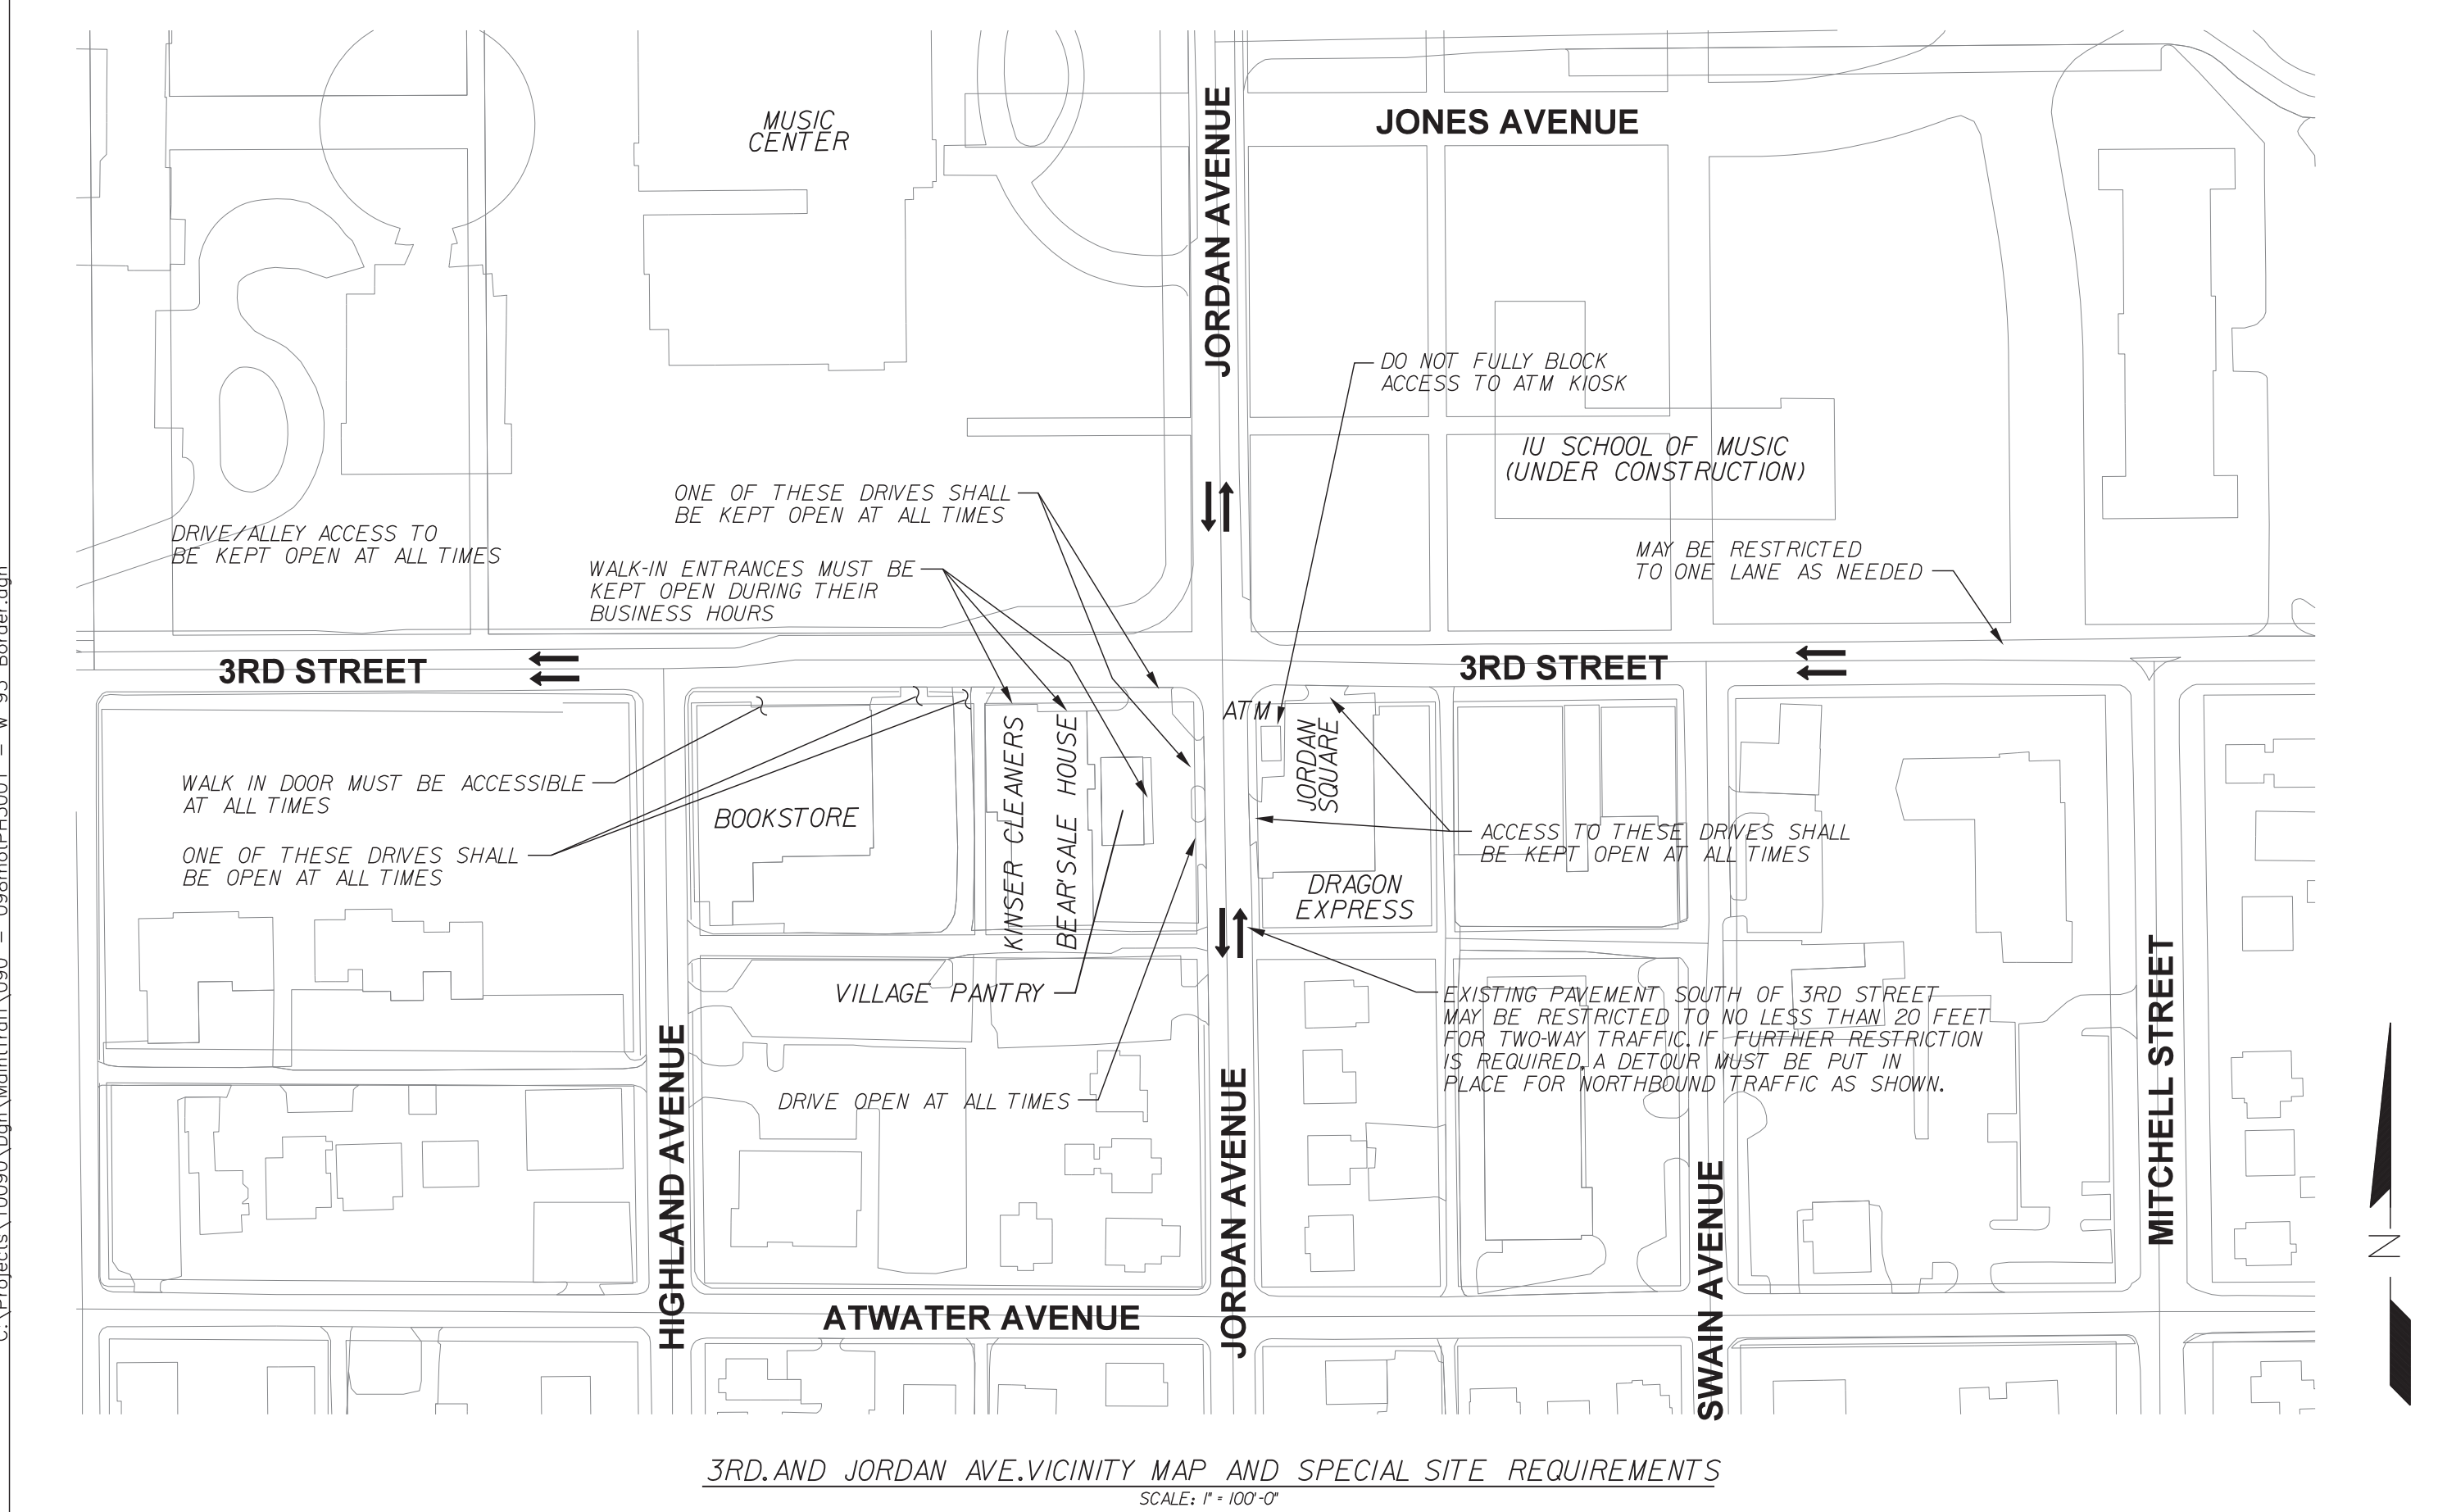 MUSIC
CENTER
JORDAN AVENUE
JONES AVENUE
DO NOT FULLY BLOCK
ACCESS TO ATM KIOSK
IU SCHOOL OF MUSIC
(UNDER CONSTRUCTION)
ONE OF THESE DRIVES SHALL
BE KEPT OPEN AT ALL TIMES
DRIVE/ALLEY ACCESS TO
BE KEPT OPEN AT ALL TIMES
WALK-IN ENTRANCES MUST BE
KEPT OPEN DURING THEIR
BUSINESS HOURS
MAY BE RESTRICTED
TO ONE LANE AS NEEDED
3RD STREET
3RD STREET
ATM
JORDAN
SQUARE
KINSER CLEANERS
BEAR'SALE HOUSE
WALK IN DOOR MUST BE ACCESSIBLE
AT ALL TIMES
BOOKSTORE
ONE OF THESE DRIVES SHALL
BE OPEN AT ALL TIMES
ACCESS TO THESE DRIVES SHALL
BE KEPT OPEN AT ALL TIMES
DRAGON
EXPRESS
VILLAGE PANTRY
EXISTING PAVEMENT SOUTH OF 3RD STREET
MAY BE RESTRICTED TO NO LESS THAN 20 FEET
FOR TWO-WAY TRAFFIC. IF FURTHER RESTRICTION
IS REQUIRED, A DETOUR MUST BE PUT IN
PLACE FOR NORTHBOUND TRAFFIC AS SHOWN.
DRIVE OPEN AT ALL TIMES
HIGHLAND AVENUE
JORDAN AVENUE
SWAIN AVENUE
MITCHELL STREET
N
ATWATER AVENUE
3RD. AND JORDAN AVE. VICINITY MAP AND SPECIAL SITE REQUIREMENTS
SCALE: 1" = 100'-0"